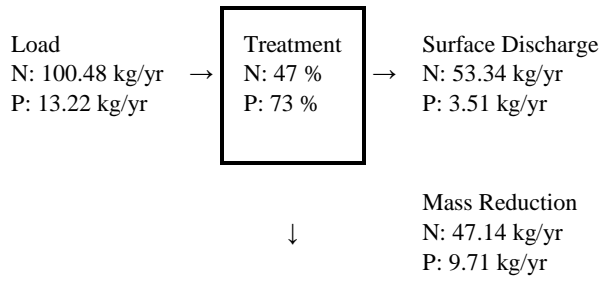 Load
N: 100.48 kg/yr
P: 13.22 kg/yr
→
Treatment
N: 47 %
P: 73 %
→
Surface Discharge
N: 53.34 kg/yr
P: 3.51 kg/yr
↓
Mass Reduction
N: 47.14 kg/yr
P: 9.71 kg/yr